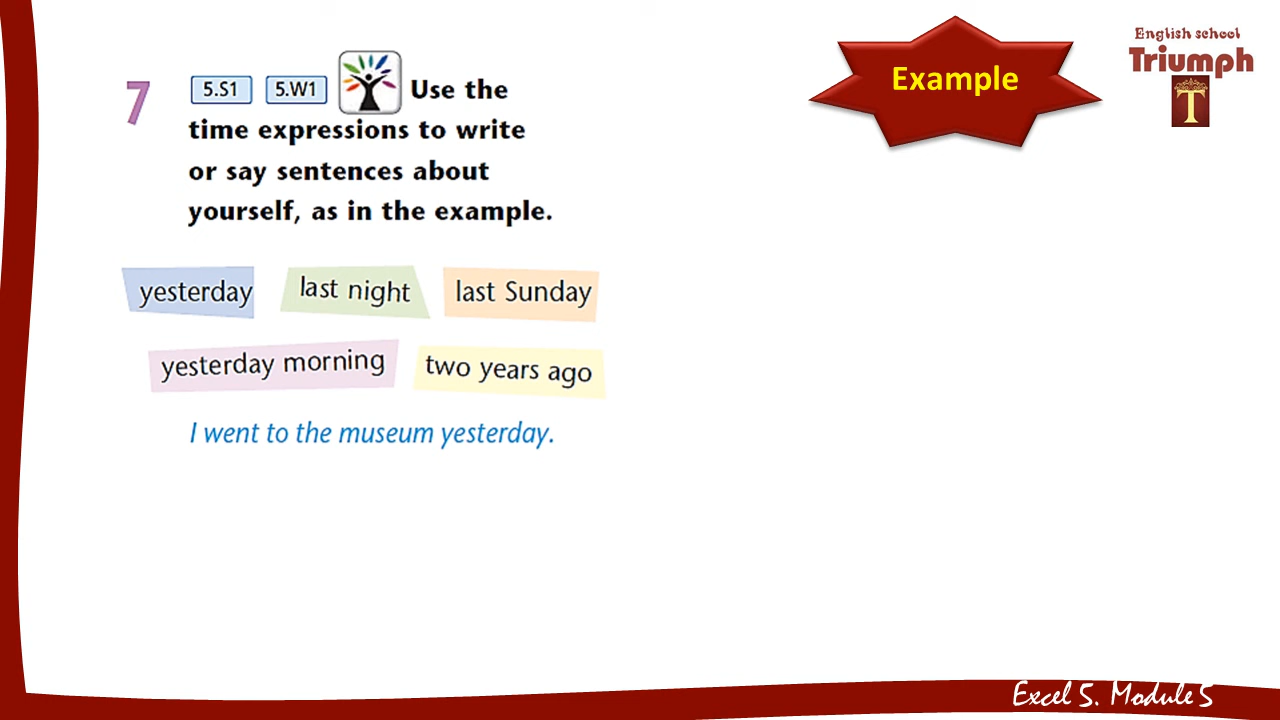 7 5.S1 5.W1 Use the
time expressions to write
or say sentences about
yourself, as in the example.
yesterday last night last Sunday
yesterday morning two years ago
I went to the museum yesterday.
Example
English school
Triumph
T
Excel 5. Module 5